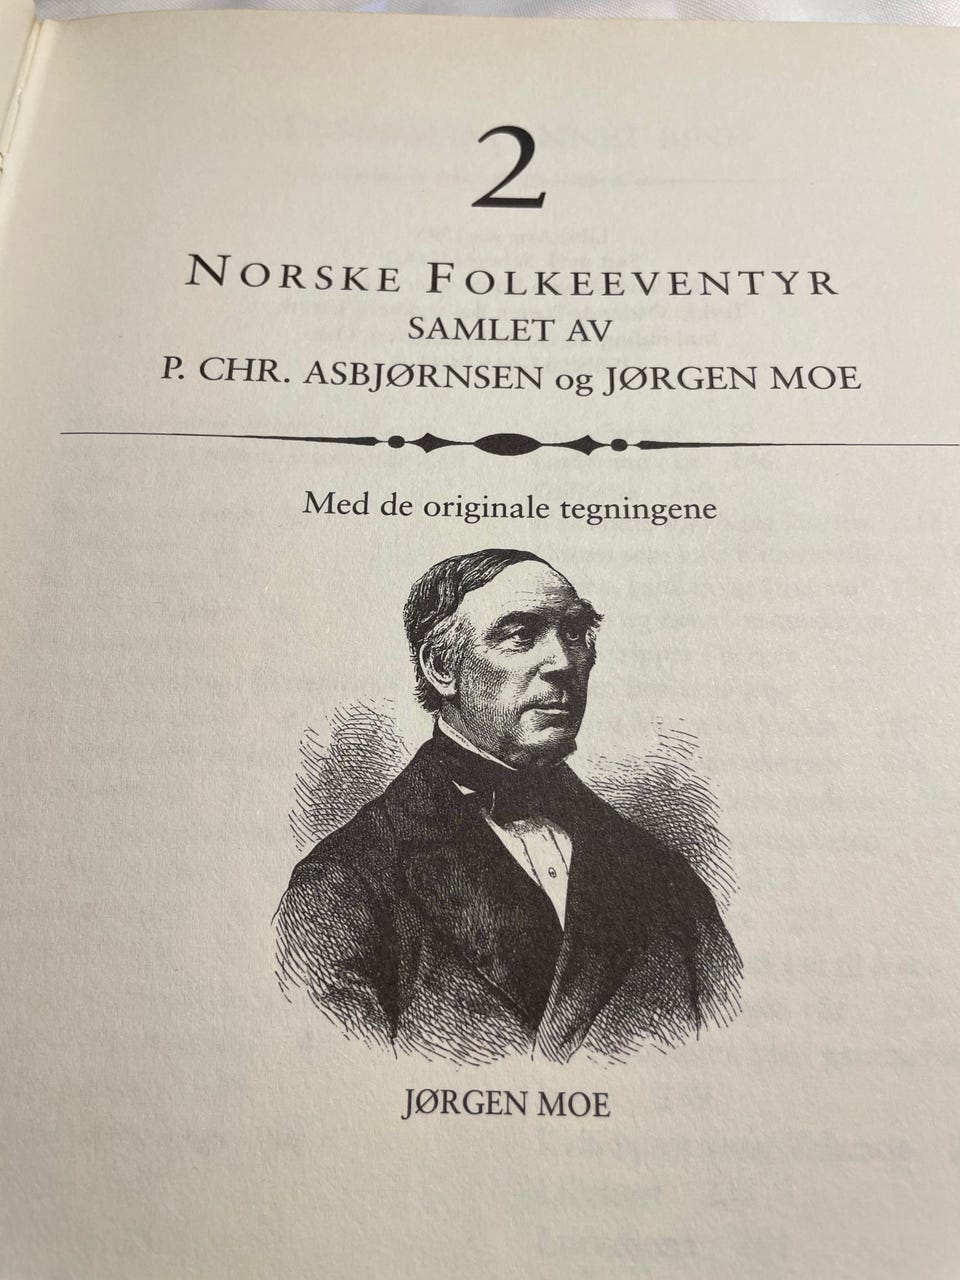 2
NORSKE FOLKEEVENTYR
SAMLET AV
P. CHR. ASBJØRNSEN og JØRGEN MOE
Med de originale tegningene
JØRGEN MOE